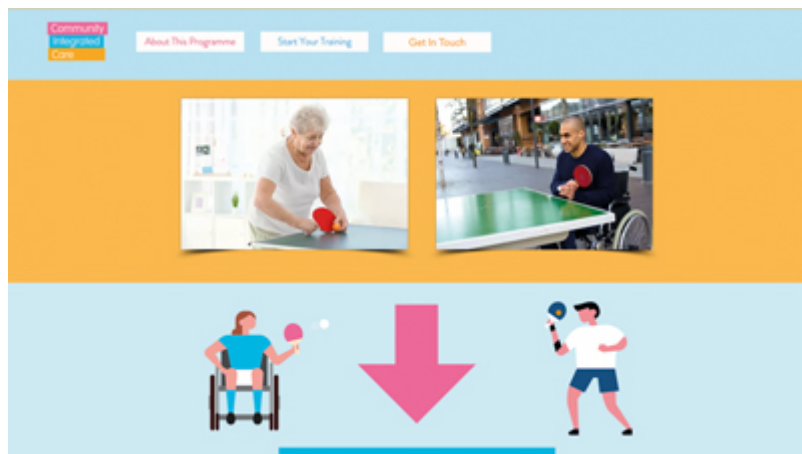 Community
Integrated
Care
About This Programme
Start Your Training
Get In Touch